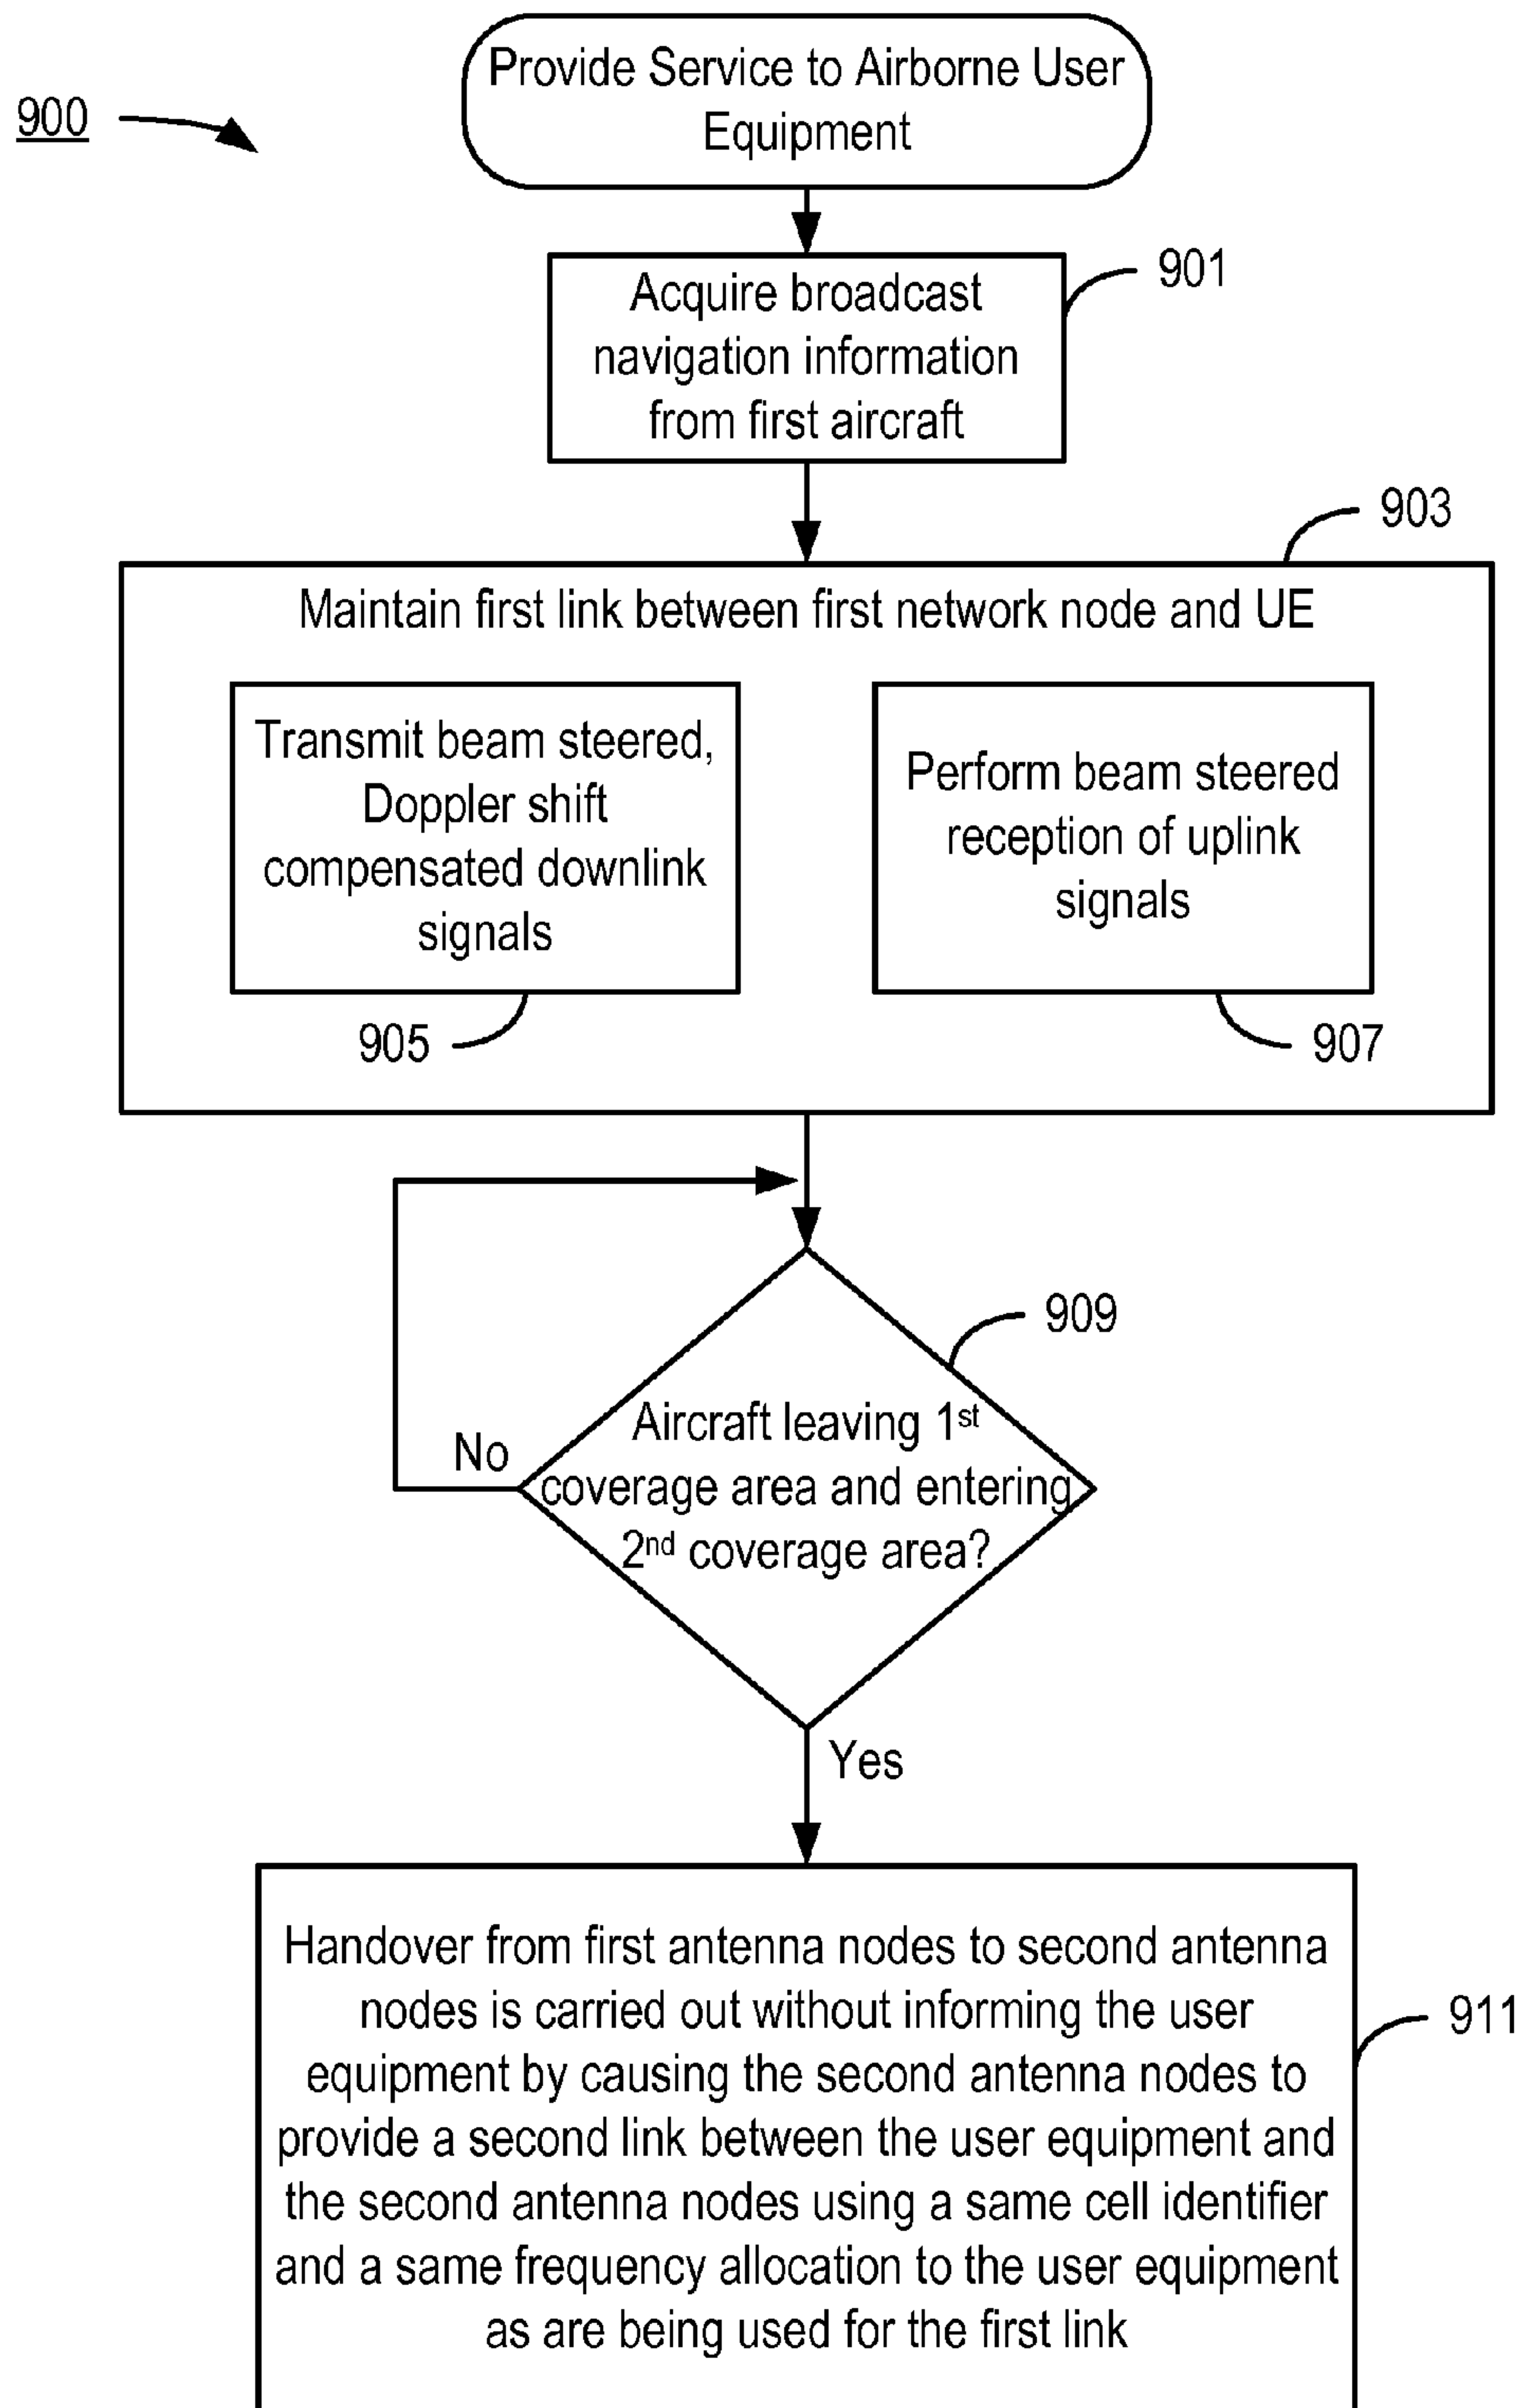 900
Provide Service to Airborne User
Equipment
901
Acquire broadcast
navigation information
from first aircraft
903
Maintain first link between first network node and UE
Transmit beam steered,
Doppler shift
compensated downlink
signals
905
Perform beam steered
reception of uplink
signals
907
909
Aircraft leaving 1st
coverage area and entering
2nd coverage area?
No
Yes
Handover from first antenna nodes to second antenna
nodes is carried out without informing the user
equipment by causing the second antenna nodes to
provide a second link between the user equipment and
the second antenna nodes using a same cell identifier
and a same frequency allocation to the user equipment
as are being used for the first link
911